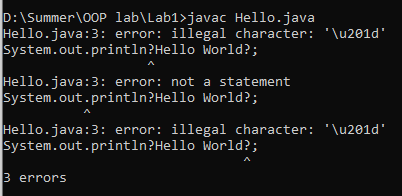 D:\Summer\OOP lab\Lab1>javac Hello.java
Hello.java:3: error: illegal character: '\u201d'
System.out.println?Hello World?;
^
Hello.java:3: error: not a statement
System.out.println?Hello World?;
^
Hello.java:3: error: illegal character: '\u201d'
System.out.println?Hello World?;
^
3 errors